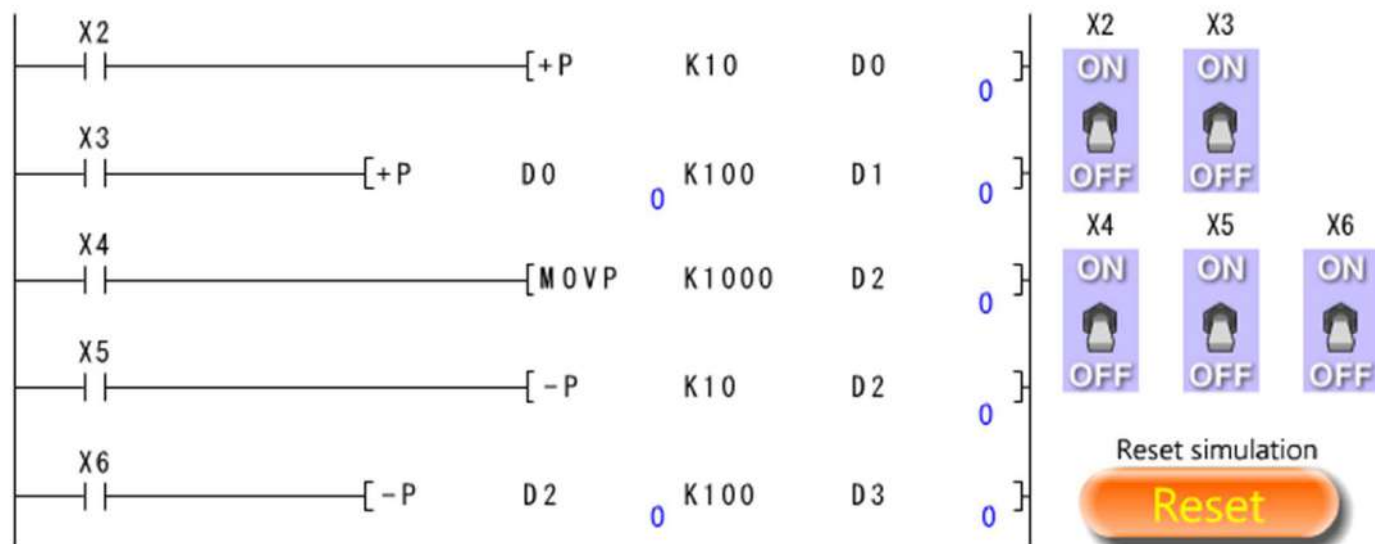 X2
[+P K10 D0 0 ]
X3
[+P D0 0 K100 D1 0 ]
X4
[MOVP K1000 D2 0 ]
X5
[-P K10 D2 0 ]
X6
[-P D2 0 K100 D3 0 ]
X2 X3
ON ON
OFF OFF
X4 X5 X6
ON ON ON
OFF OFF OFF
Reset simulation
Reset